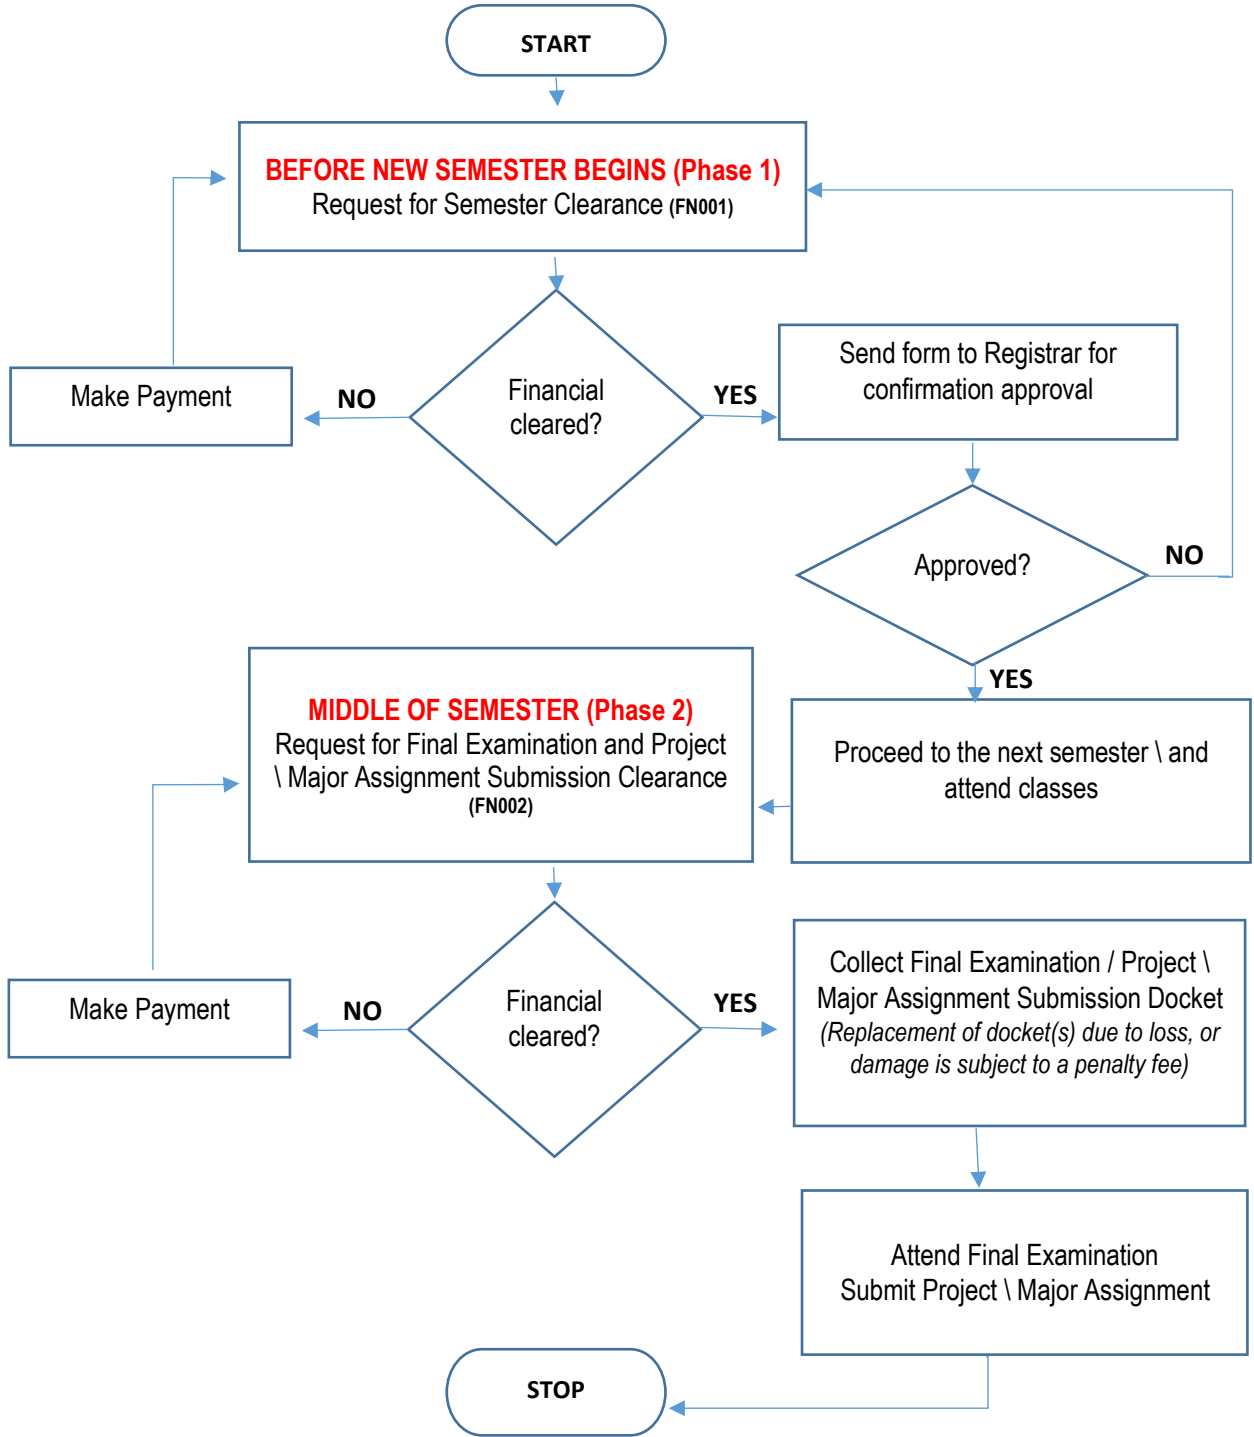 START
BEFORE NEW SEMESTER BEGINS (Phase 1)
Request for Semester Clearance (FN001)
Make Payment
NO
Financial
cleared?
YES
Send form to Registrar for
confirmation approval
Approved?
NO
YES
Proceed to the next semester \ and
attend classes
MIDDLE OF SEMESTER (Phase 2)
Request for Final Examination and Project
\ Major Assignment Submission Clearance
(FN002)
Make Payment
NO
Financial
cleared?
YES
Collect Final Examination / Project \
Major Assignment Submission Docket
(Replacement of docket(s) due to loss, or
damage is subject to a penalty fee)
Attend Final Examination
Submit Project \ Major Assignment
STOP